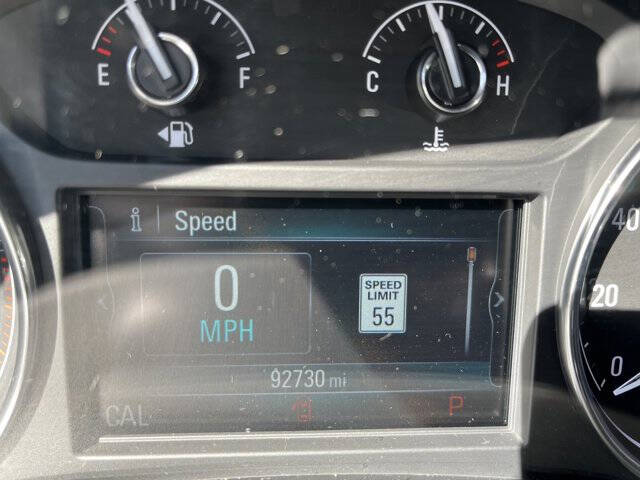 E F
C H
i Speed
0
MPH
SPEED
LIMIT
55
92730 mi
CAL P
40
20
0